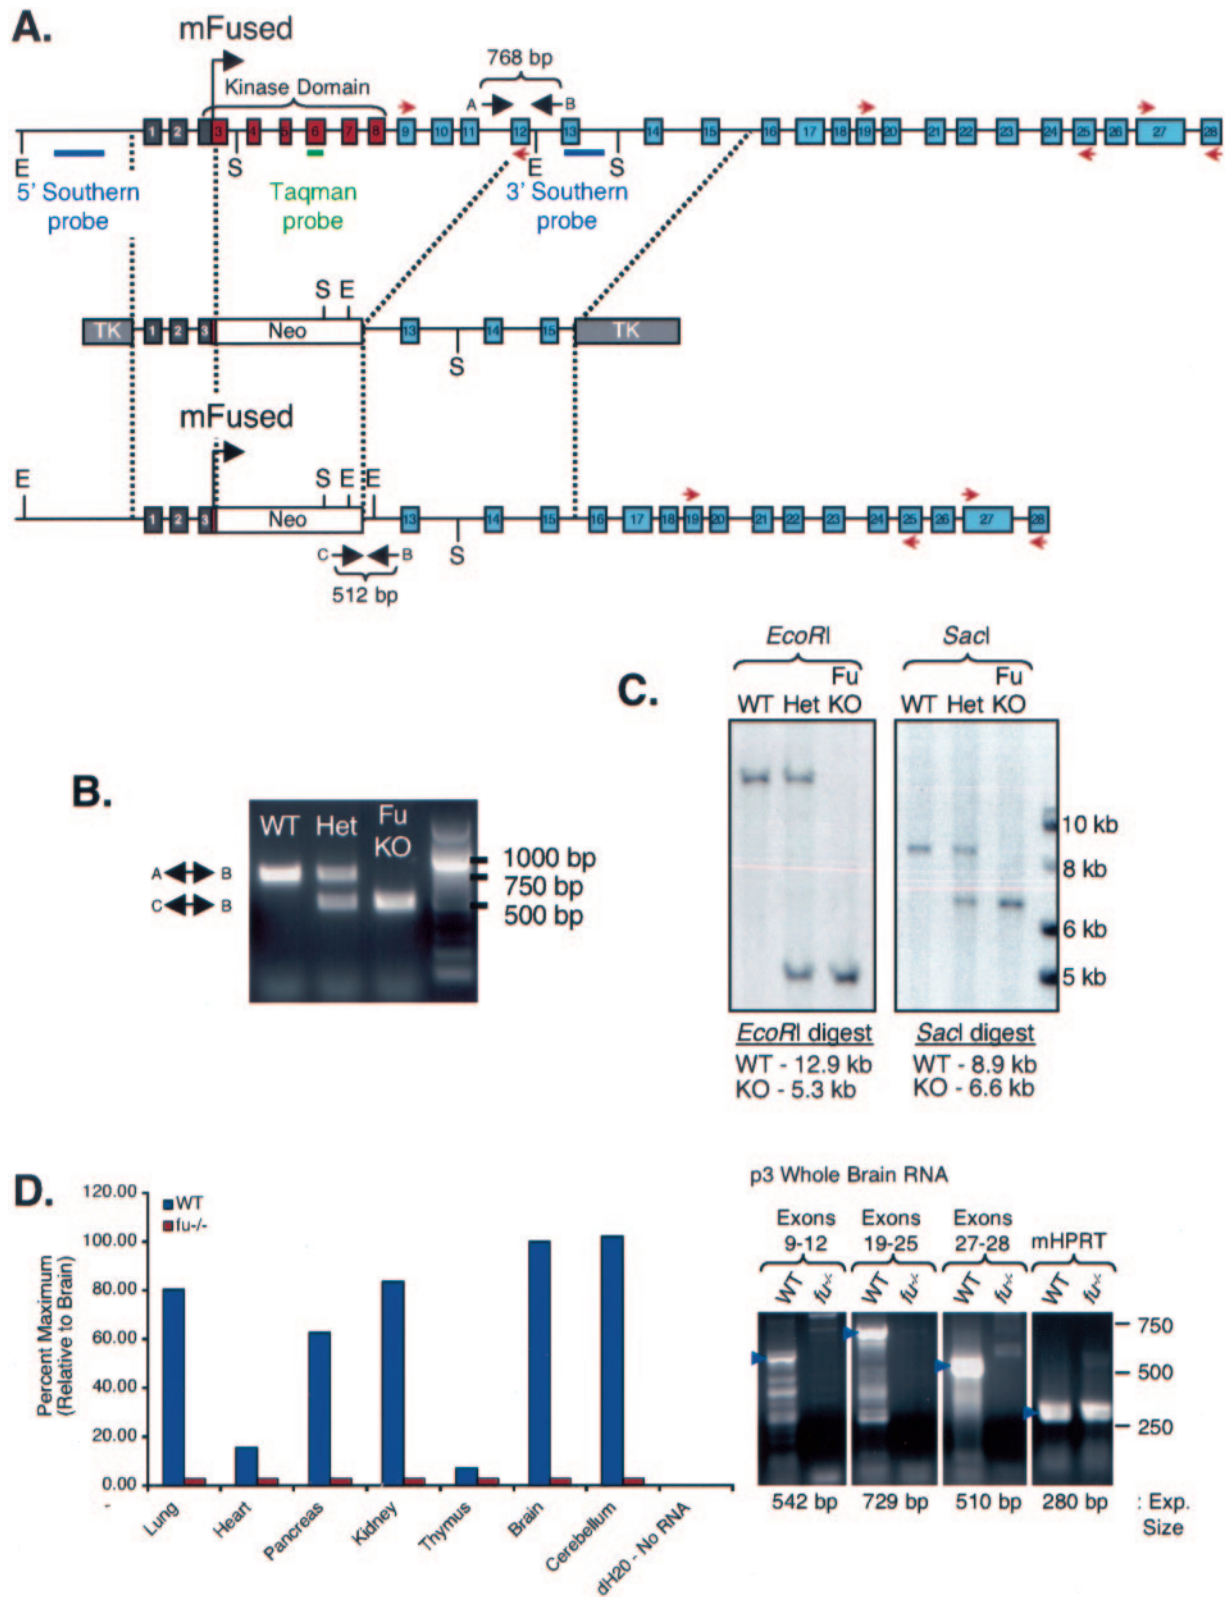 A.
mFused
Kinase Domain
768 bp
A B
1 2 3 4 5 6 7 8 9 10 11 12 13 14 15 16 17 18 19 20 21 22 23 24 25 26 27 28
E S E S
5' Southern
probe
Taqman
probe
3' Southern
probe
S E
TK 1 2 3 Neo 13 14 15 TK
S
mFused
E S E E
1 2 3 Neo 13 14 15 16 17 18 19 20 21 22 23 24 25 26 27 28
C B S
512 bp
B.
WT Het Fu
KO
A B
C B
1000 bp
750 bp
500 bp
C.
EcoRI SacI
Fu Fu
WT Het KO WT Het KO
10 kb
8 kb
6 kb
5 kb
EcoRI digest
WT - 12.9 kb
KO - 5.3 kb
SacI digest
WT - 8.9 kb
KO - 6.6 kb
D.
Percent Maximum
(Relative to Brain)
120.00
100.00
80.00
60.00
40.00
20.00
0.00
-
WT
fu-/-
Lung
Heart
Pancreas
Kidney
Thymus
Brain
Cerebellum
dH20 - No RNA
p3 Whole Brain RNA
Exons
9-12
Exons
19-25
Exons
27-28
mHPRT
WT fu-/- WT fu-/- WT fu-/- WT fu-/-
750
500
250
542 bp 729 bp 510 bp 280 bp : Exp.
Size